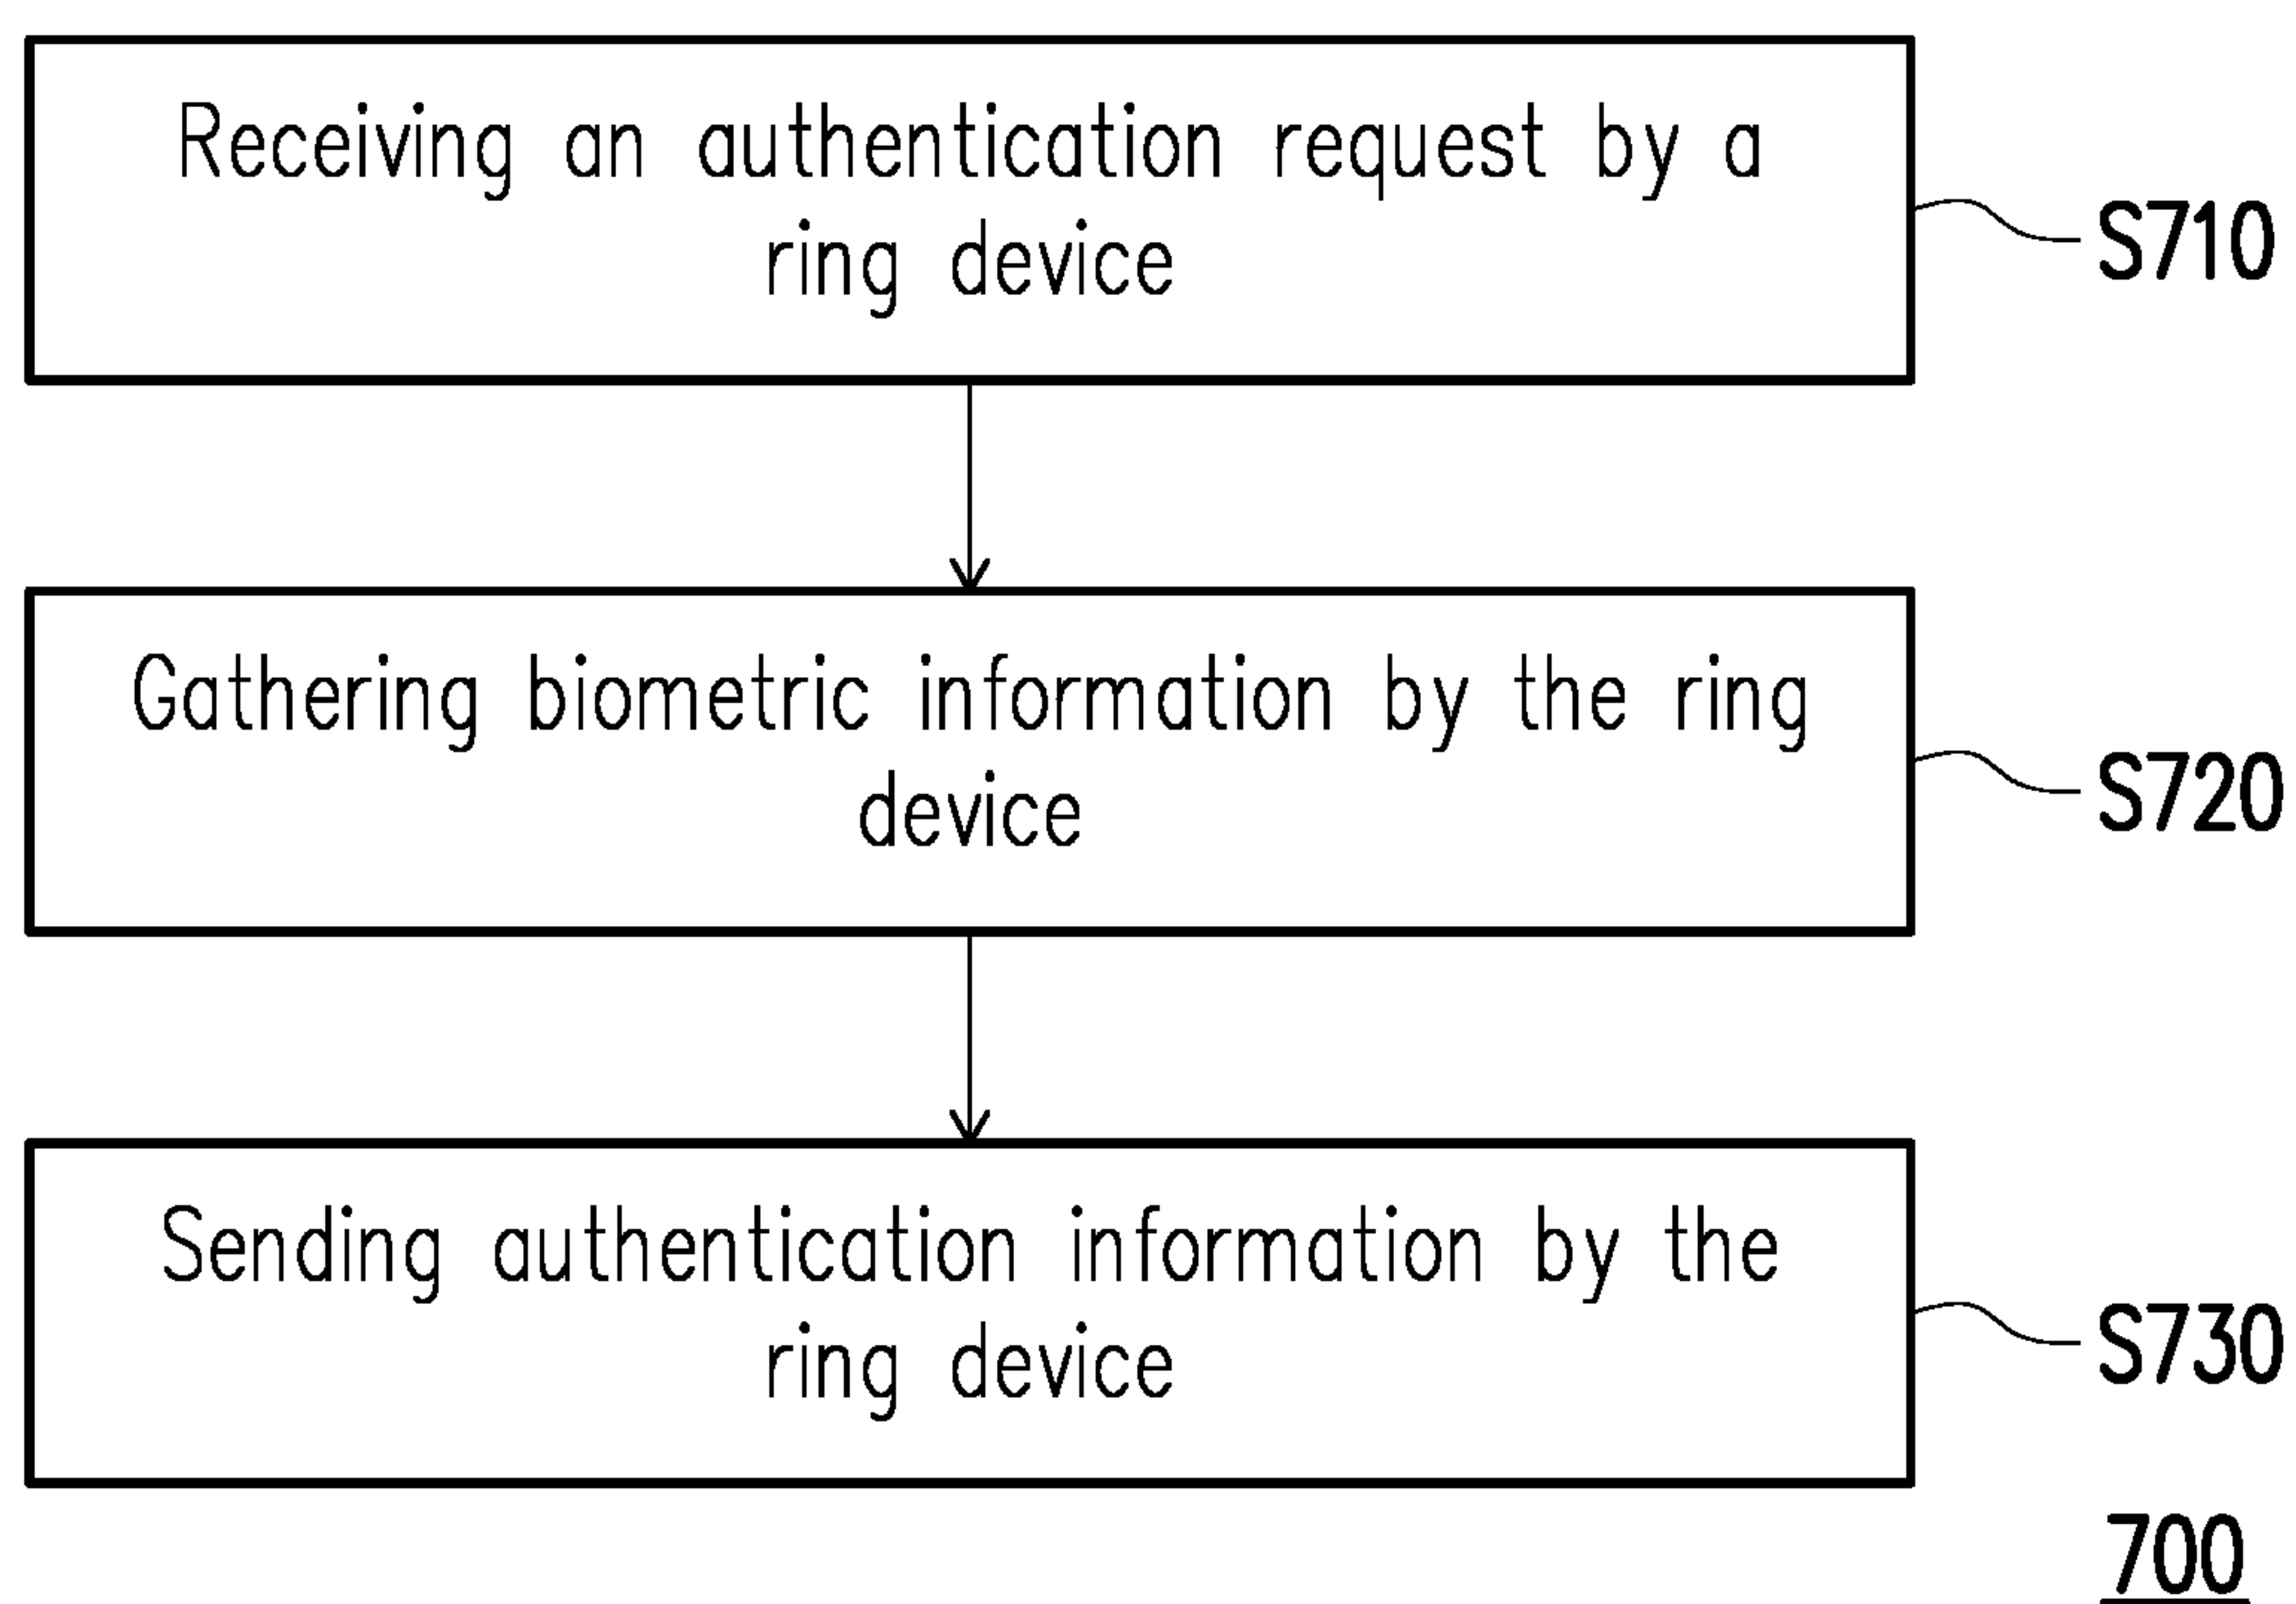 Receiving an authentication request by a
ring device
S710
Gathering biometric information by the ring
device
S720
Sending authentication information by the
ring device
S730
700